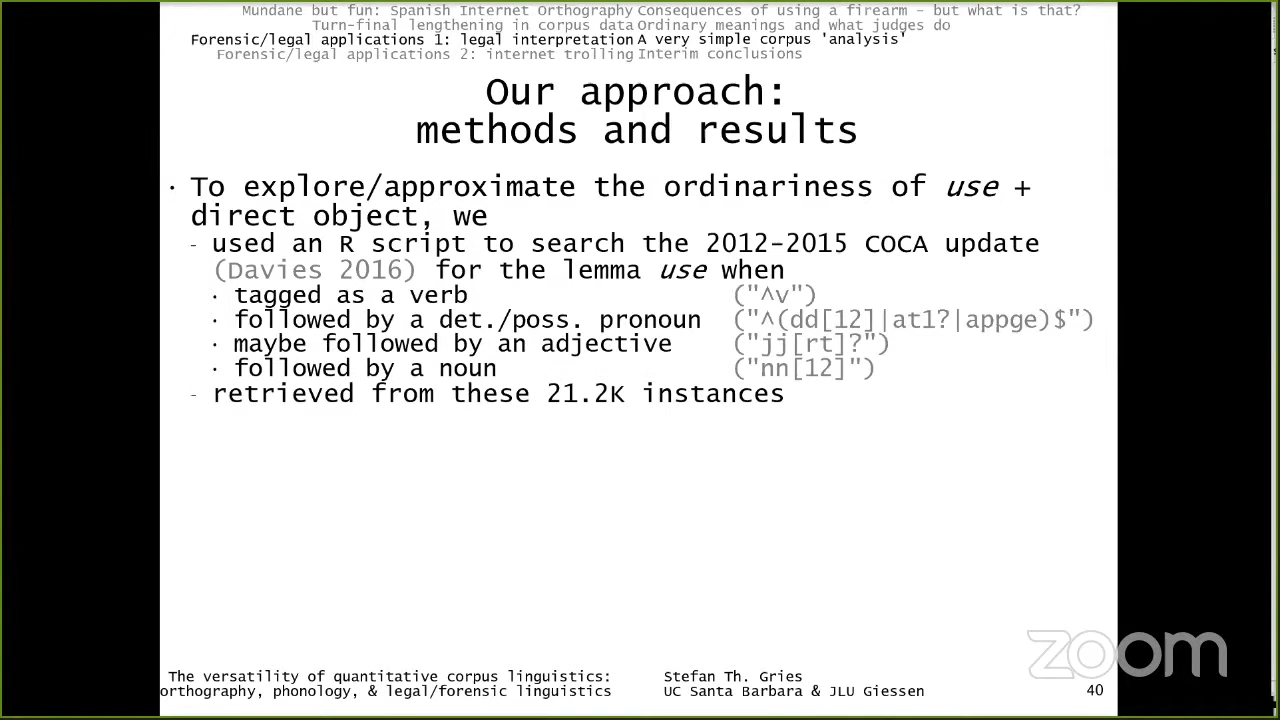 Mundane but fun: Spanish Internet Orthography Consequences of using a firearm – but what is that?
Turn-final lengthening in corpus data Ordinary meanings and what judges do
Forensic/legal applications 1: legal interpretation A very simple corpus 'analysis'
Forensic/legal applications 2: internet trolling Interim conclusions
Our approach:
methods and results
· To explore/approximate the ordinariness of use +
direct object, we
- used an R script to search the 2012-2015 COCA update
(Davies 2016) for the lemma use when
· tagged as a verb ("^v")
· followed by a det./poss. pronoun ("^(dd[12]|at1?|appge)$")
· maybe followed by an adjective ("jj[rt]?")
· followed by a noun ("nn[12]")
- retrieved from these 21.2K instances
zoom
The versatility of quantitative corpus linguistics: Stefan Th. Gries
orthography, phonology, & legal/forensic linguistics UC Santa Barbara & JLU Giessen 40